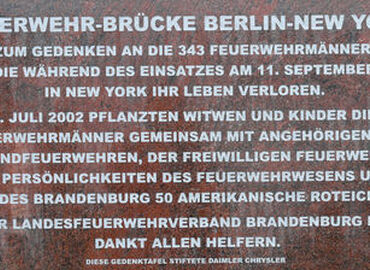 ERWEHR-BRÜCKE BERLIN-NEW YO
ZUM GEDENKEN AN DIE 343 FEUERWEHRMÄNNER
DIE WÄHREND DES EINSATZES AM 11. SEPTEMBER
IN NEW YORK IHR LEBEN VERLOREN.
. JULI 2002 PFLANZTEN WITWEN UND KINDER DIE
ERWEHRMÄNNER GEMEINSAM MIT ANGEHÖRIGEN
NDFEUERWEHREN, DER FREIWILLIGEN FEUERWE
PERSÖNLICHKEITEN DES FEUERWEHRWESENS U
DES BRANDENBURG 50 AMERIKANISCHE ROTEICH
R LANDESFEUERWEHRVERBAND BRANDENBURG
DANKT ALLEN HELFERN.
DIESE GEDENKTAFEL STIFTETE DAIMLER CHRYSLER